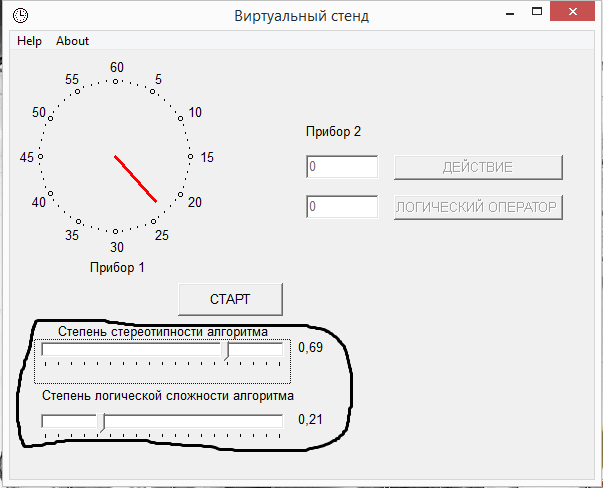 Виртуальный стенд
Help About
60
55 5
50 10
45 15
40 20
35 25
30
Прибор 1
Прибор 2
0 ДЕЙСТВИЕ
0 ЛОГИЧЕСКИЙ ОПЕРАТОР
СТАРТ
Степень стереотипности алгоритма
0,69
Степень логической сложности алгоритма
0,21